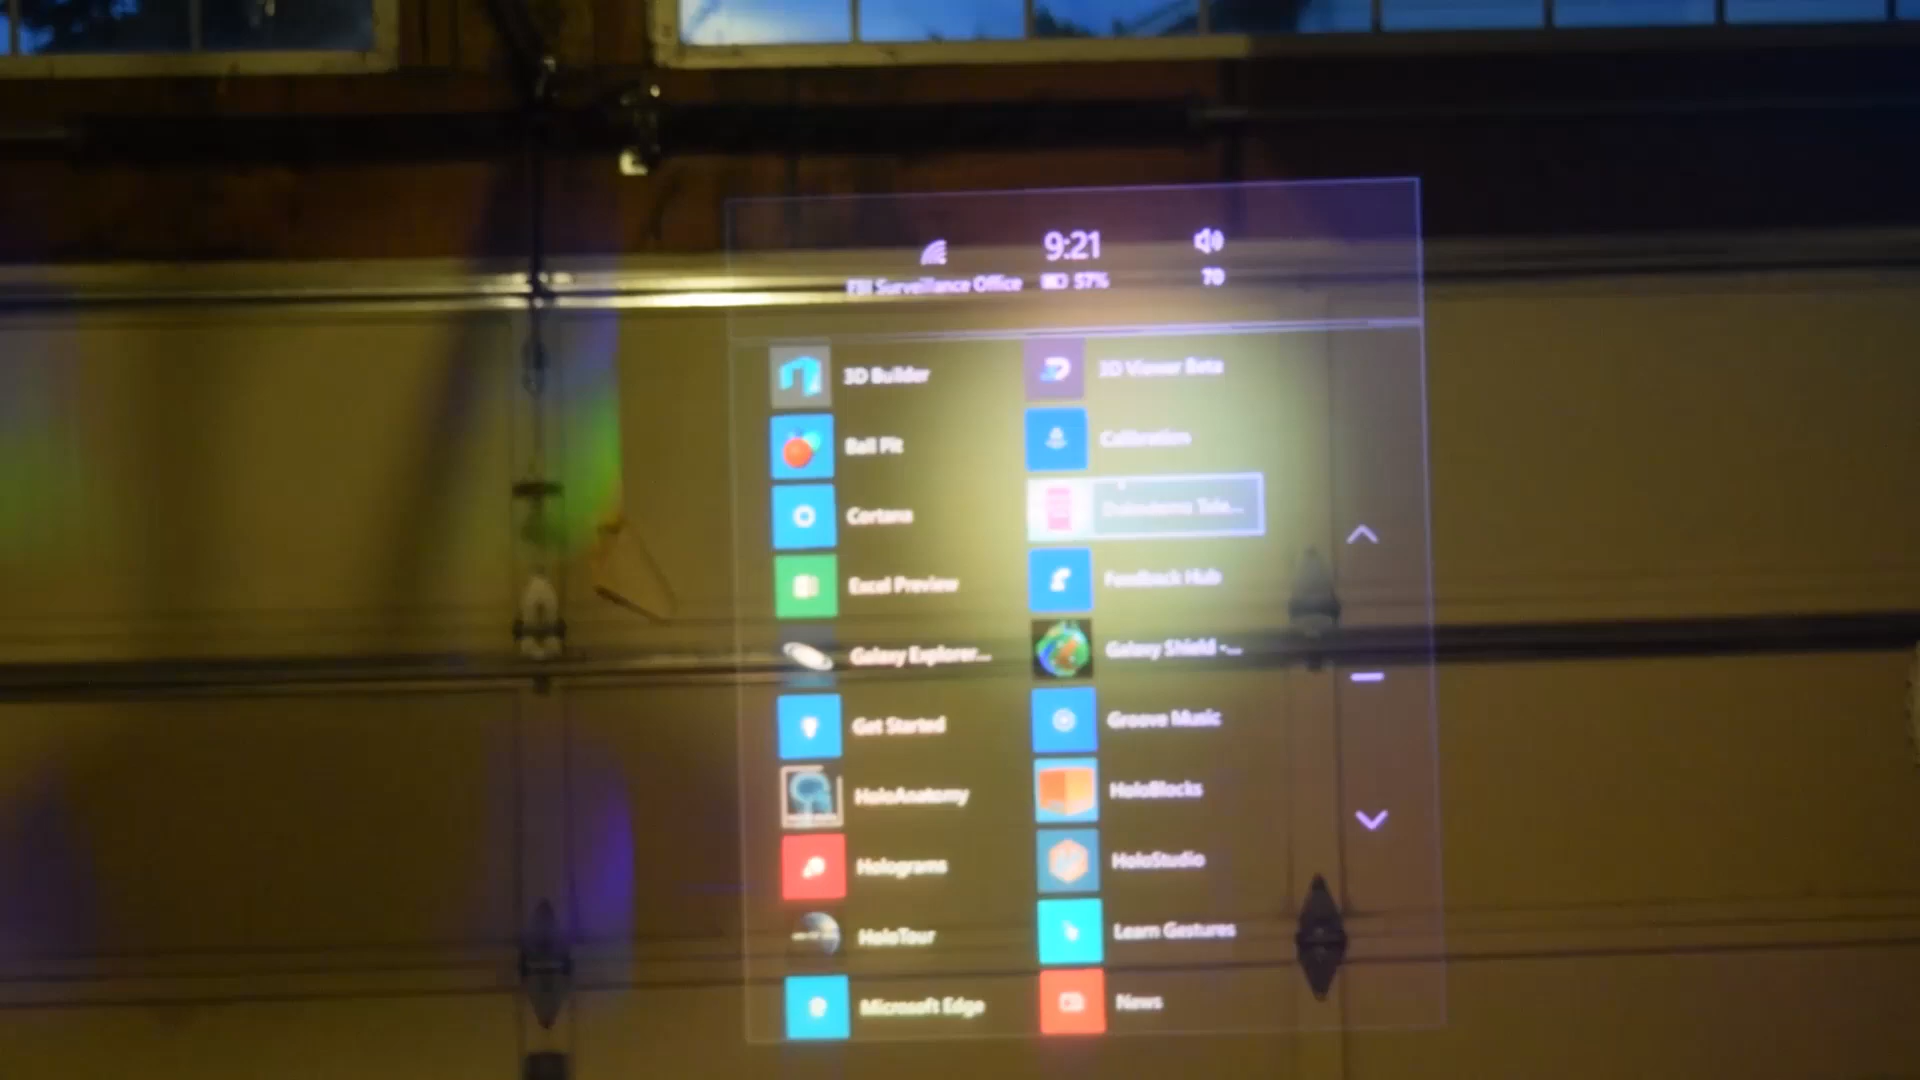 9:21
FBI Surveillance Office 57% 70
3D Builder 3D Viewer Beta
Ball Pit Calibration
Cortana
Excel Preview Feedback Hub
Galaxy Explorer... Galaxy Shield -...
Get Started Groove Music
HoloAnatomy HoloBlocks
Holograms HoloStudio
HoloTour Learn Gestures
Microsoft Edge News